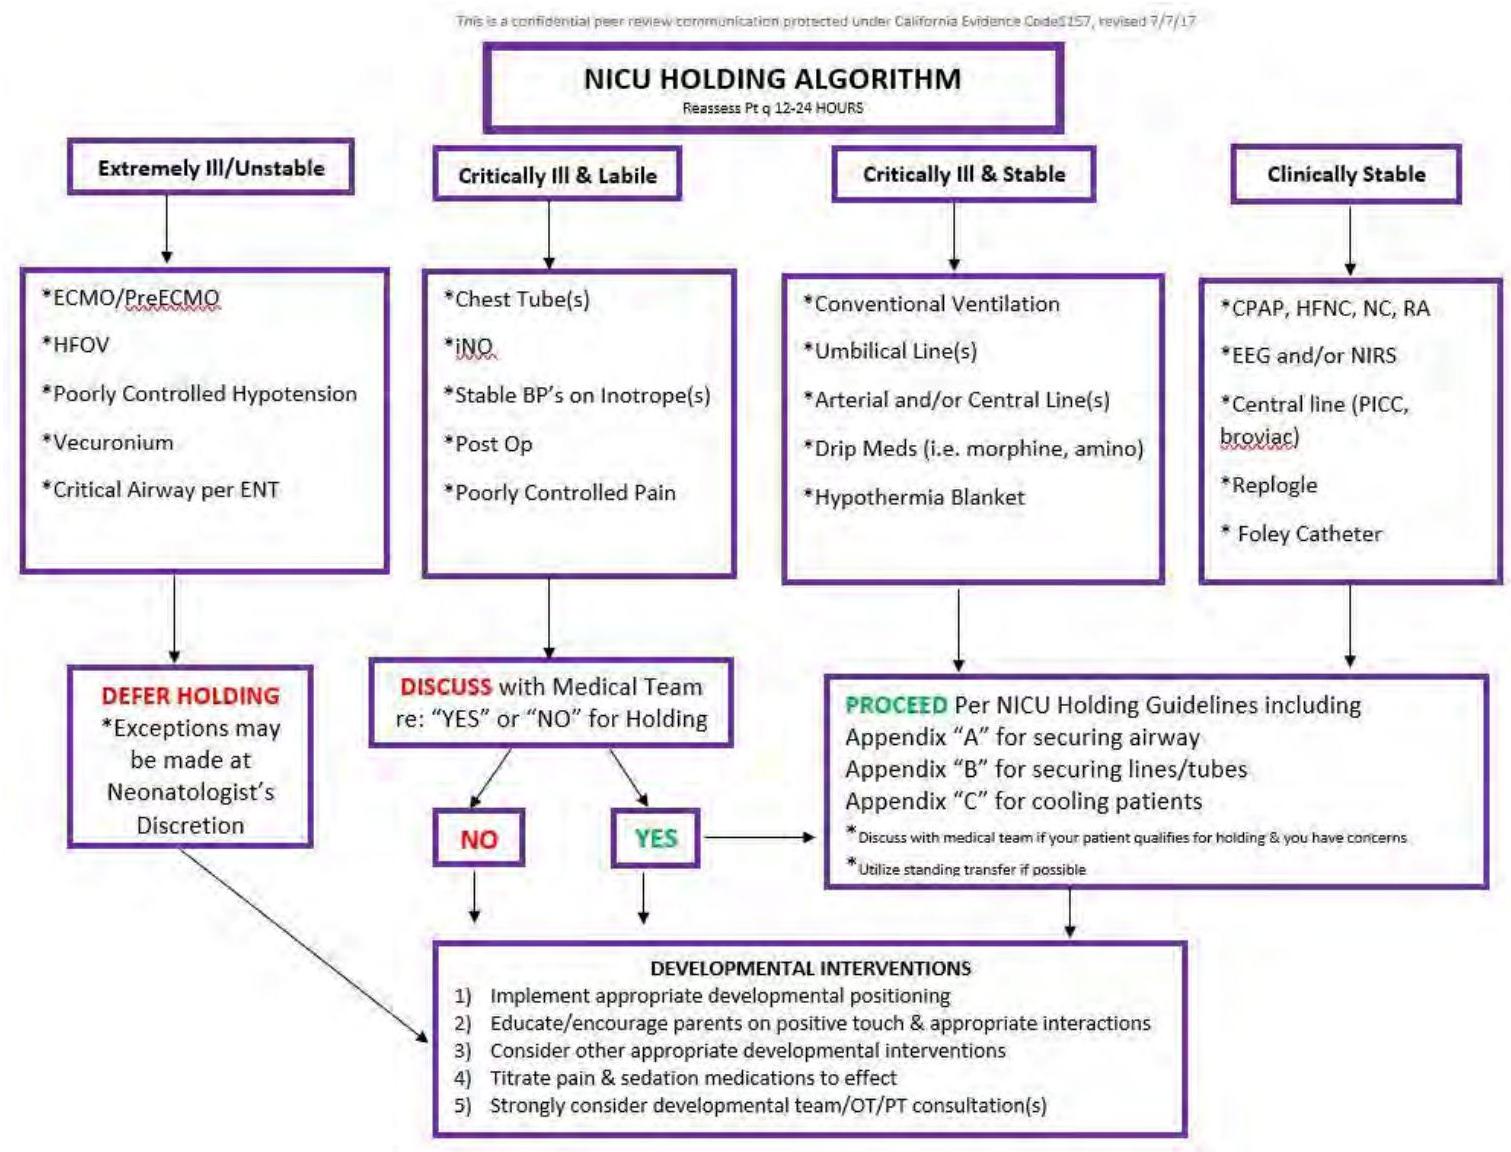 This is a confidential peer review communication protected under California Evidence Code1157, revised 7/7/17
NICU HOLDING ALGORITHM
Reassess Pt q 12-24 HOURS
Extremely Ill/Unstable
*ECMO/PreECMO
*HFOV
*Poorly Controlled Hypotension
*Vecuronium
*Critical Airway per ENT
DEFER HOLDING
*Exceptions may
be made at
Neonatologist's
Discretion
Critically Ill & Labile
*Chest Tube(s)
*iNO
*Stable BP's on Inotrope(s)
*Post Op
*Poorly Controlled Pain
DISCUSS with Medical Team
re: "YES" or "NO" for Holding
NO
YES
Critically Ill & Stable
*Conventional Ventilation
*Umbilical Line(s)
*Arterial and/or Central Line(s)
*Drip Meds (i.e. morphine, amino)
*Hypothermia Blanket
Clinically Stable
*CPAP, HFNC, NC, RA
*EEG and/or NIRS
*Central line (PICC,
broviac)
*Replogle
* Foley Catheter
PROCEED Per NICU Holding Guidelines including
Appendix "A" for securing airway
Appendix "B" for securing lines/tubes
Appendix "C" for cooling patients
*Discuss with medical team if your patient qualifies for holding & you have concerns
*Utilize standing transfer if possible
DEVELOPMENTAL INTERVENTIONS
1) Implement appropriate developmental positioning
2) Educate/encourage parents on positive touch & appropriate interactions
3) Consider other appropriate developmental interventions
4) Titrate pain & sedation medications to effect
5) Strongly consider developmental team/OT/PT consultation(s)